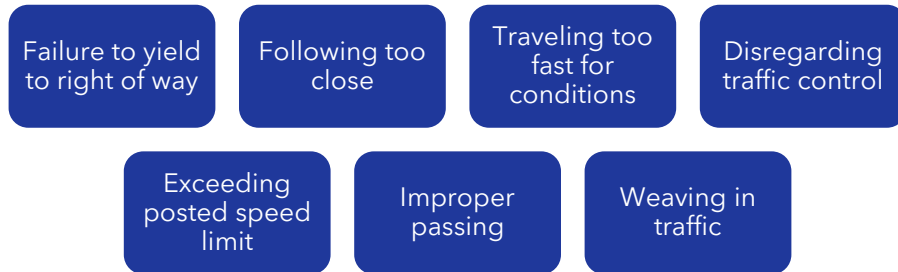 Failure to yield
to right of way
Following too
close
Traveling too
fast for
conditions
Disregarding
traffic control
Exceeding
posted speed
limit
Improper
passing
Weaving in
traffic